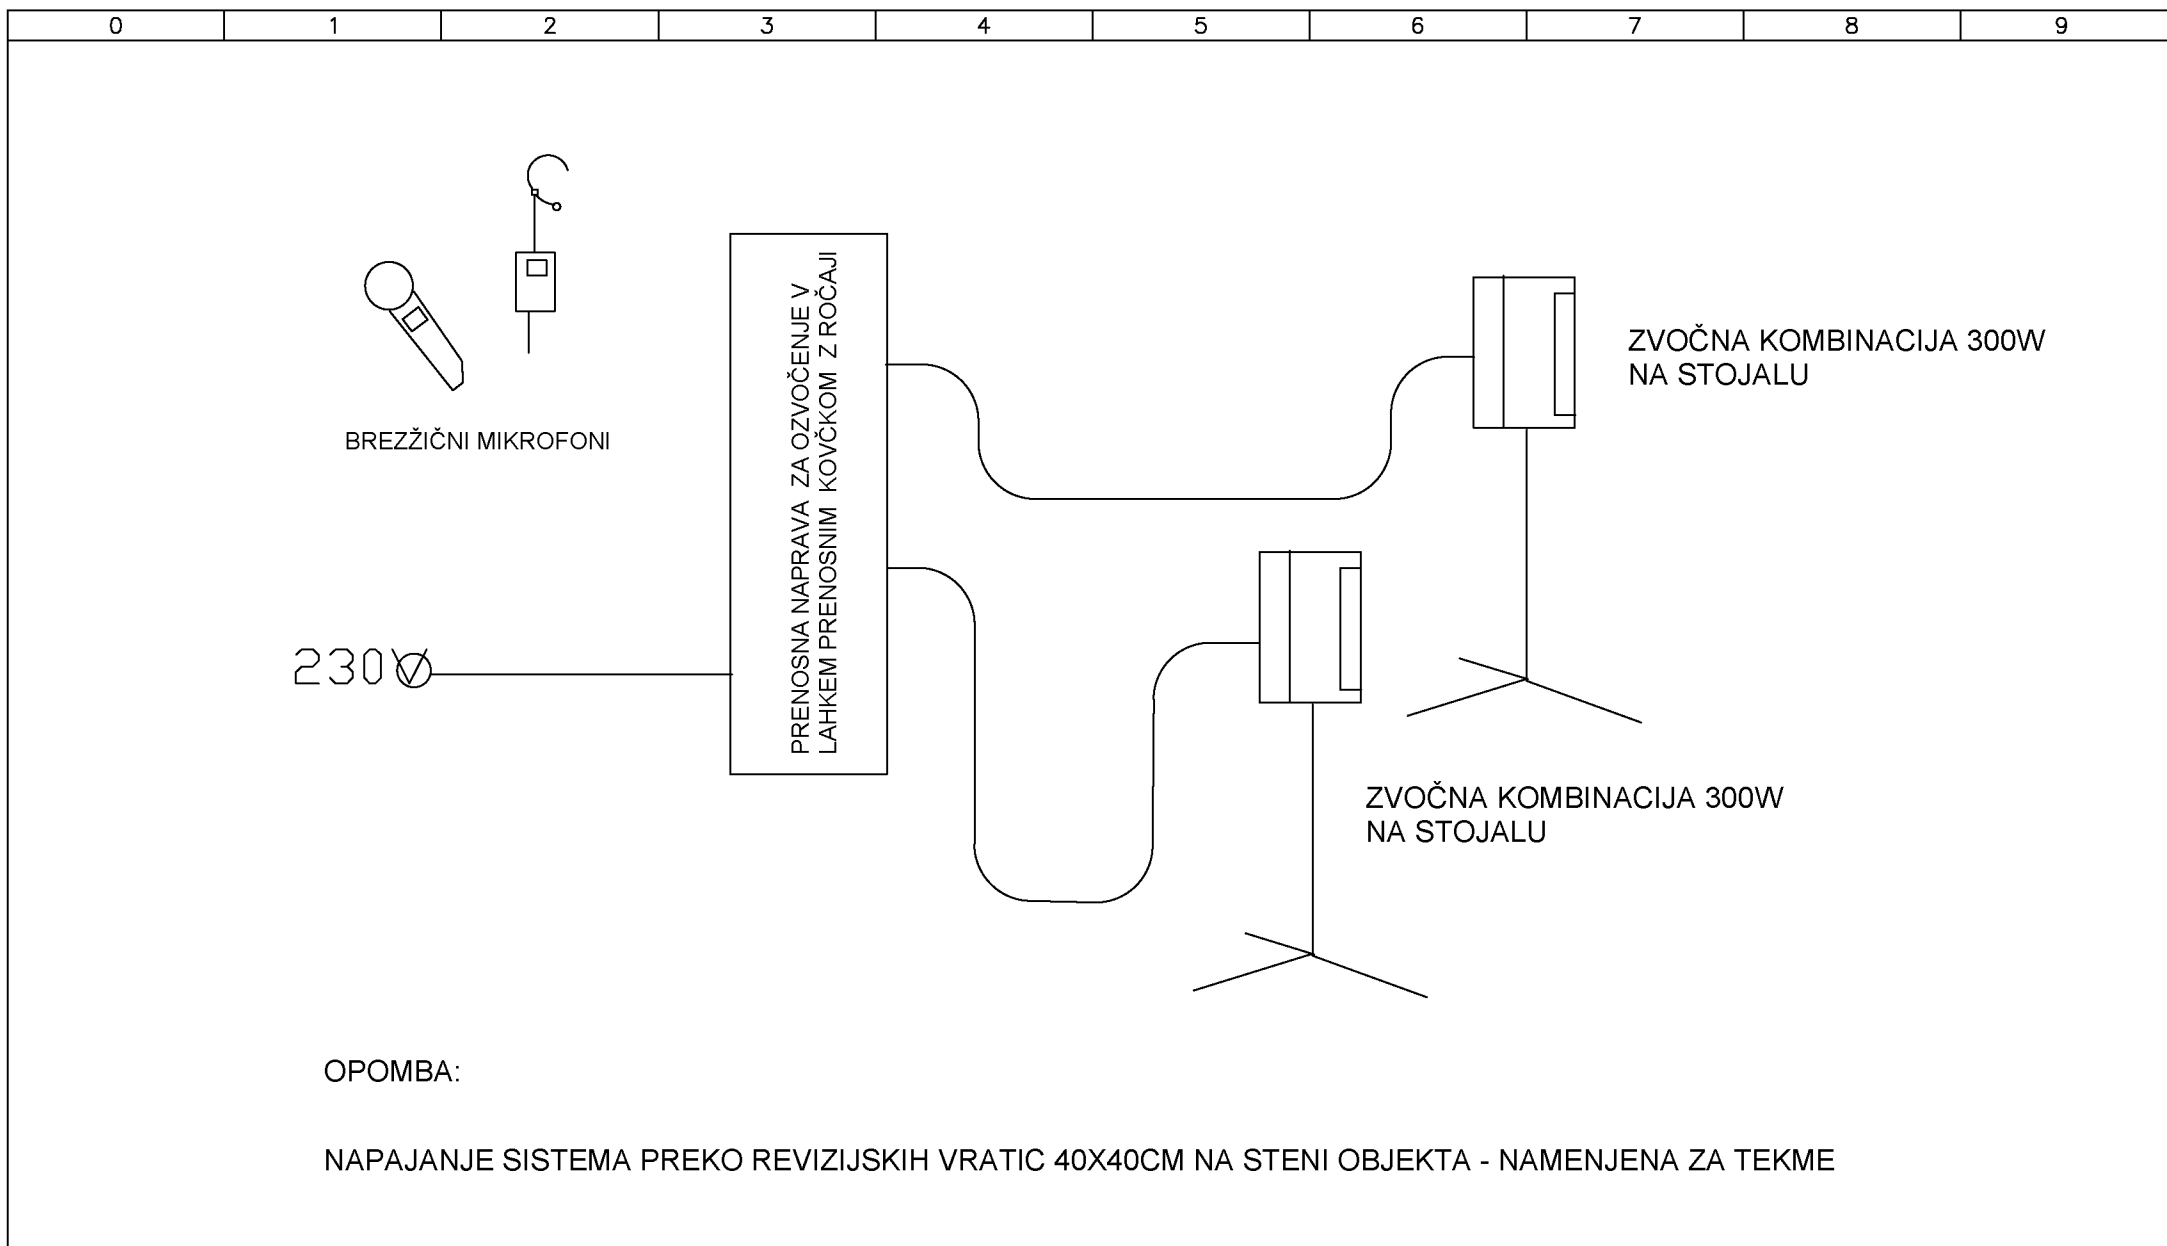 0 1 2 3 4 5 6 7 8 9
BREZŽIČNI MIKROFONI
230V
PRENOSNA NAPRAVA ZA OZVOČENJE V
LAHKEM PRENOSNIM KOVČKOM Z ROČAJI
ZVOČNA KOMBINACIJA 300W
NA STOJALU
ZVOČNA KOMBINACIJA 300W
NA STOJALU
OPOMBA:
NAPAJANJE SISTEMA PREKO REVIZIJSKIH VRATIC 40X40CM NA STENI OBJEKTA - NAMENJENA ZA TEKME